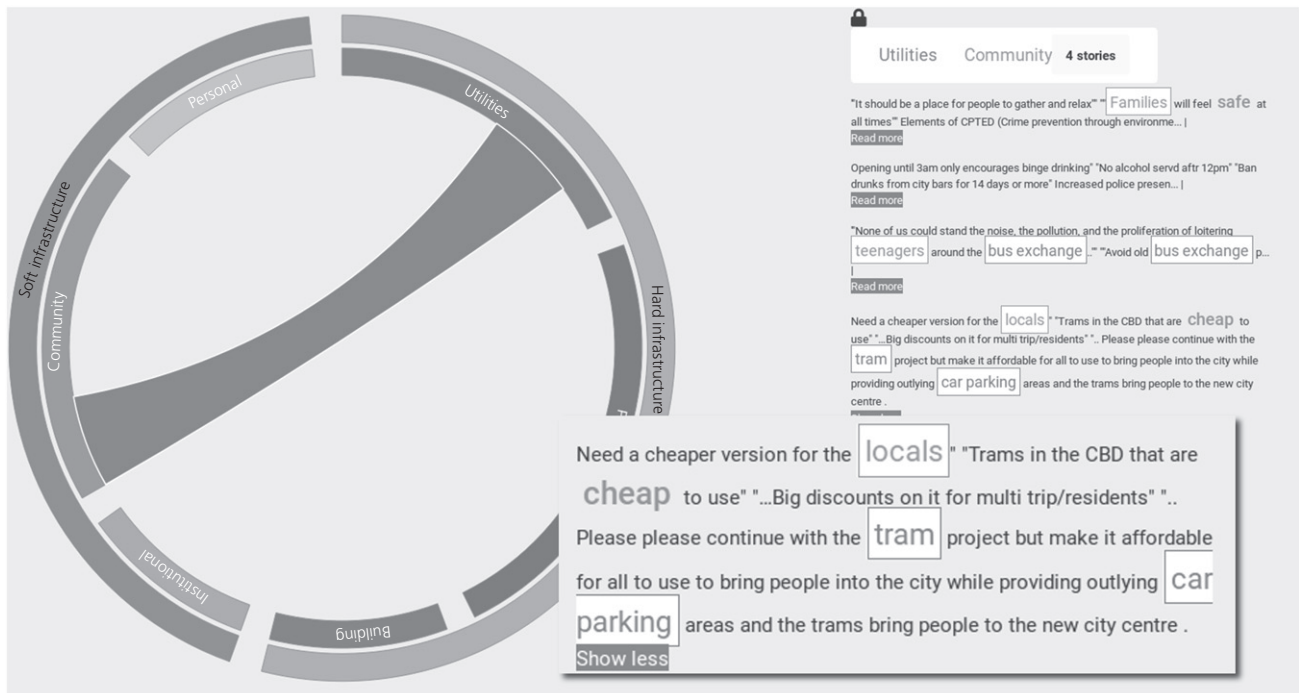 Personal
Utilities
Soft infrastructure
Community
Hard infrastructure
Institutional
Building
Utilities Community 4 stories
"It should be a place for people to gather and relax"" ""Families will feel safe at
all times"" Elements of CPTED (Crime prevention through environme... |
Read more
Opening until 3am only encourages binge drinking" "No alcohol servd aftr 12pm" "Ban
drunks from city bars for 14 days or more" Increased police presen... |
Read more
"None of us could stand the noise, the pollution, and the proliferation of loitering
teenagers around the bus exchange .."" ""Avoid old bus exchange p...
|
Read more
Need a cheaper version for the locals" "Trams in the CBD that are cheap to
use" "...Big discounts on it for multi trip/residents" ".. Please please continue with the
tram project but make it affordable for all to use to bring people into the city while
providing outlying car parking areas and the trams bring people to the new city
centre .
Need a cheaper version for the locals" "Trams in the CBD that are
cheap to use" "...Big discounts on it for multi trip/residents" "..
Please please continue with the tram project but make it affordable
for all to use to bring people into the city while providing outlying car
parking areas and the trams bring people to the new city centre .
Show less